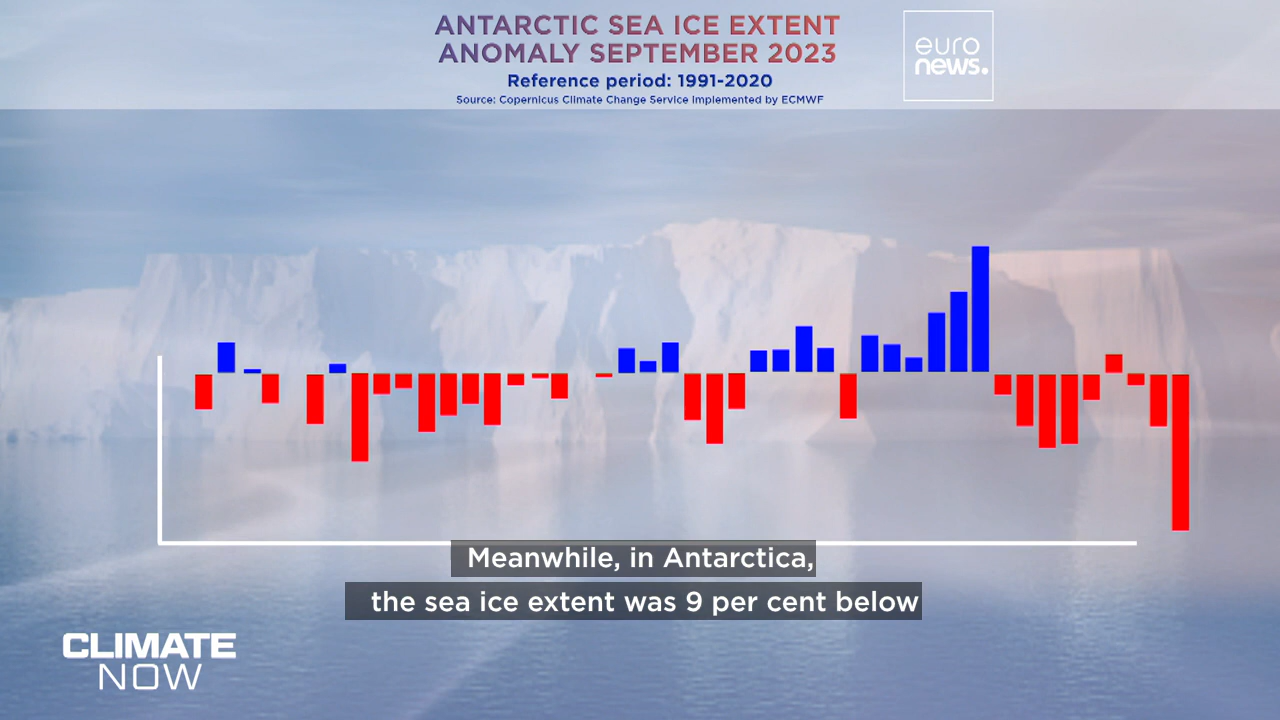 ANTARCTIC SEA ICE EXTENT
ANOMALY SEPTEMBER 2023
Reference period: 1991-2020
Source: Copernicus Climate Change Service Implemented by ECMWF
euro
news.
Meanwhile, in Antarctica,
the sea ice extent was 9 per cent below
CLIMATE
NOW